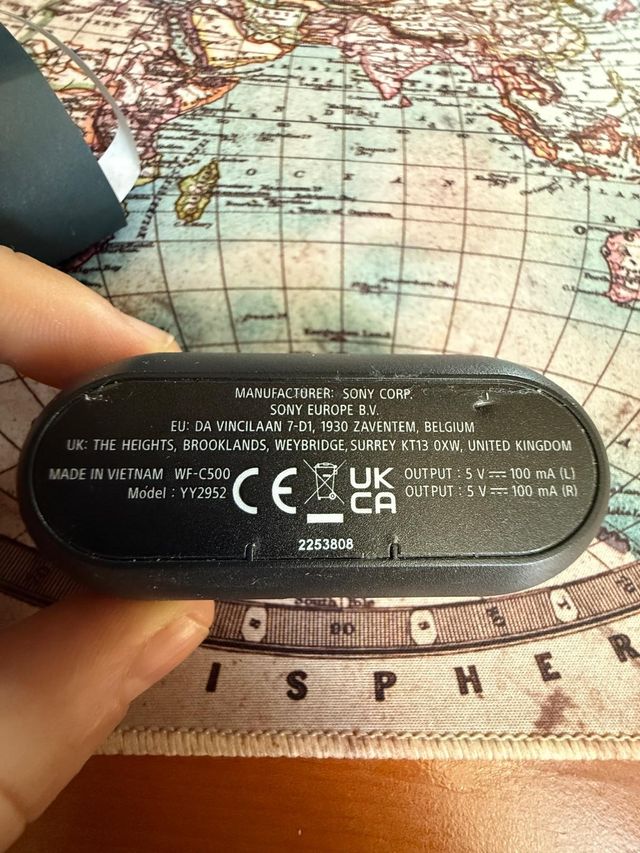 MANUFACTURER: SONY CORP.
SONY EUROPE B.V.
EU: DA VINCILAAN 7-D1, 1930 ZAVENTEM, BELGIUM
UK: THE HEIGHTS, BROOKLANDS, WEYBRIDGE, SURREY KT13 0XW, UNITED KINGDOM
MADE IN VIETNAM WF-C500
Model : YY2952
CE
UK
CA
OUTPUT : 5 V ⎓ 100 mA (L)
OUTPUT : 5 V ⎓ 100 mA (R)
2253808
South Pole
I S P H E R